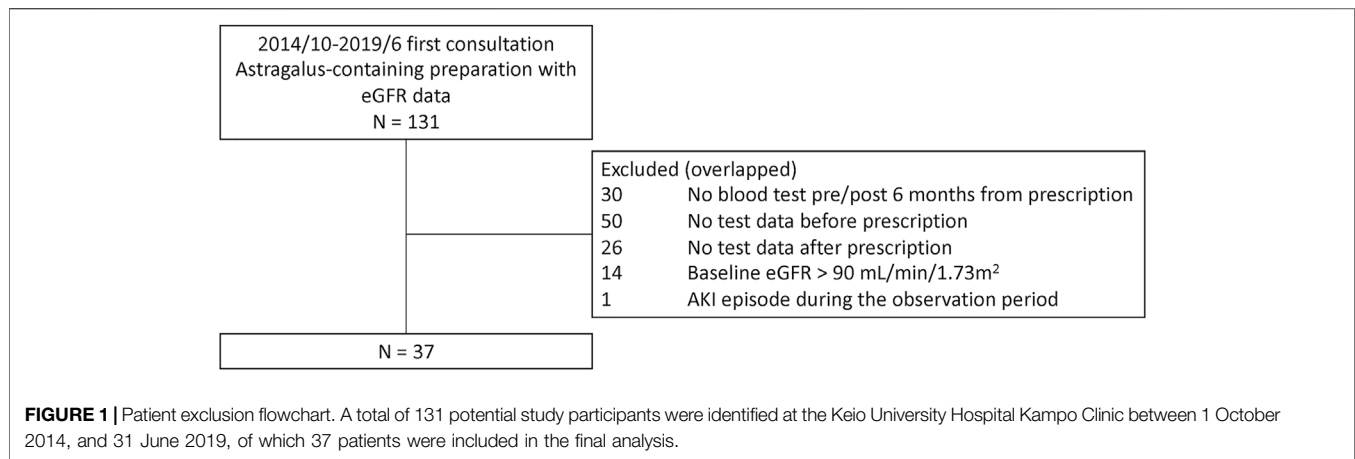 2014/10-2019/6 first consultation
Astragalus-containing preparation with
eGFR data
N = 131
Excluded (overlapped)
30 No blood test pre/post 6 months from prescription
50 No test data before prescription
26 No test data after prescription
14 Baseline eGFR > 90 mL/min/1.73m²
1 AKI episode during the observation period
N = 37
FIGURE 1 | Patient exclusion flowchart. A total of 131 potential study participants were identified at the Keio University Hospital Kampo Clinic between 1 October
2014, and 31 June 2019, of which 37 patients were included in the final analysis.